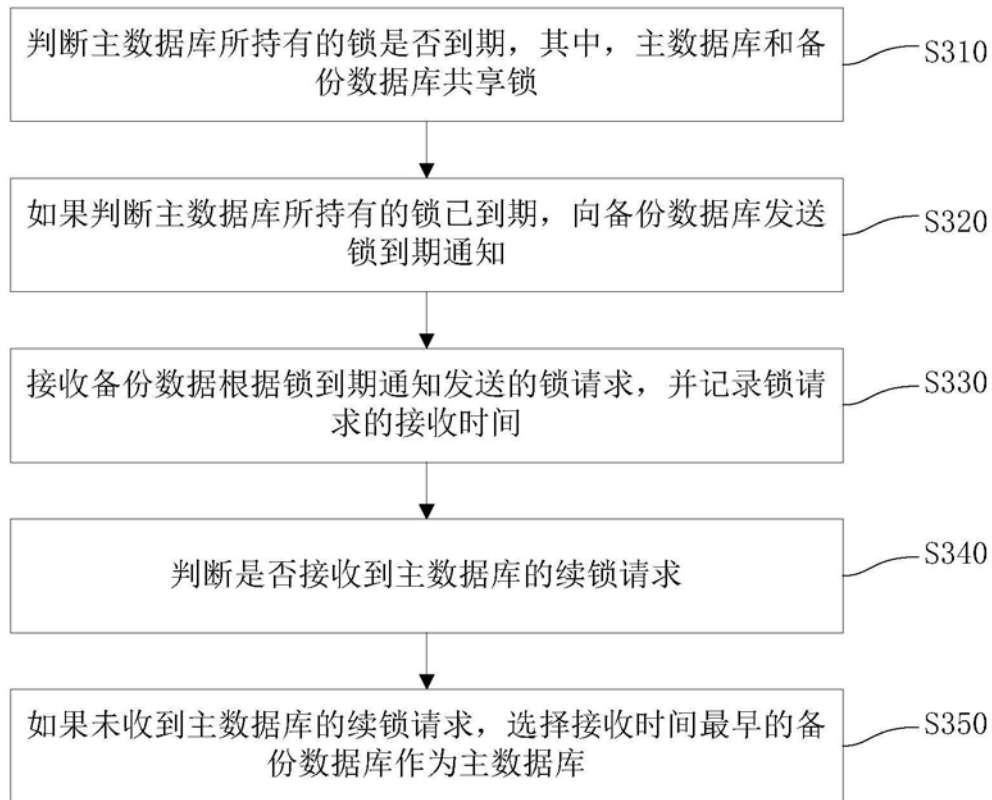 判断主数据库所持有的锁是否到期，其中，主数据库和备
份数据库共享锁
S310
如果判断主数据库所持有的锁已到期，向备份数据库发送
锁到期通知
S320
接收备份数据根据锁到期通知发送的锁请求，并记录锁请
求的接收时间
S330
判断是否接收到主数据库的续锁请求
S340
如果未收到主数据库的续锁请求，选择接收时间最早的备
份数据库作为主数据库
S350